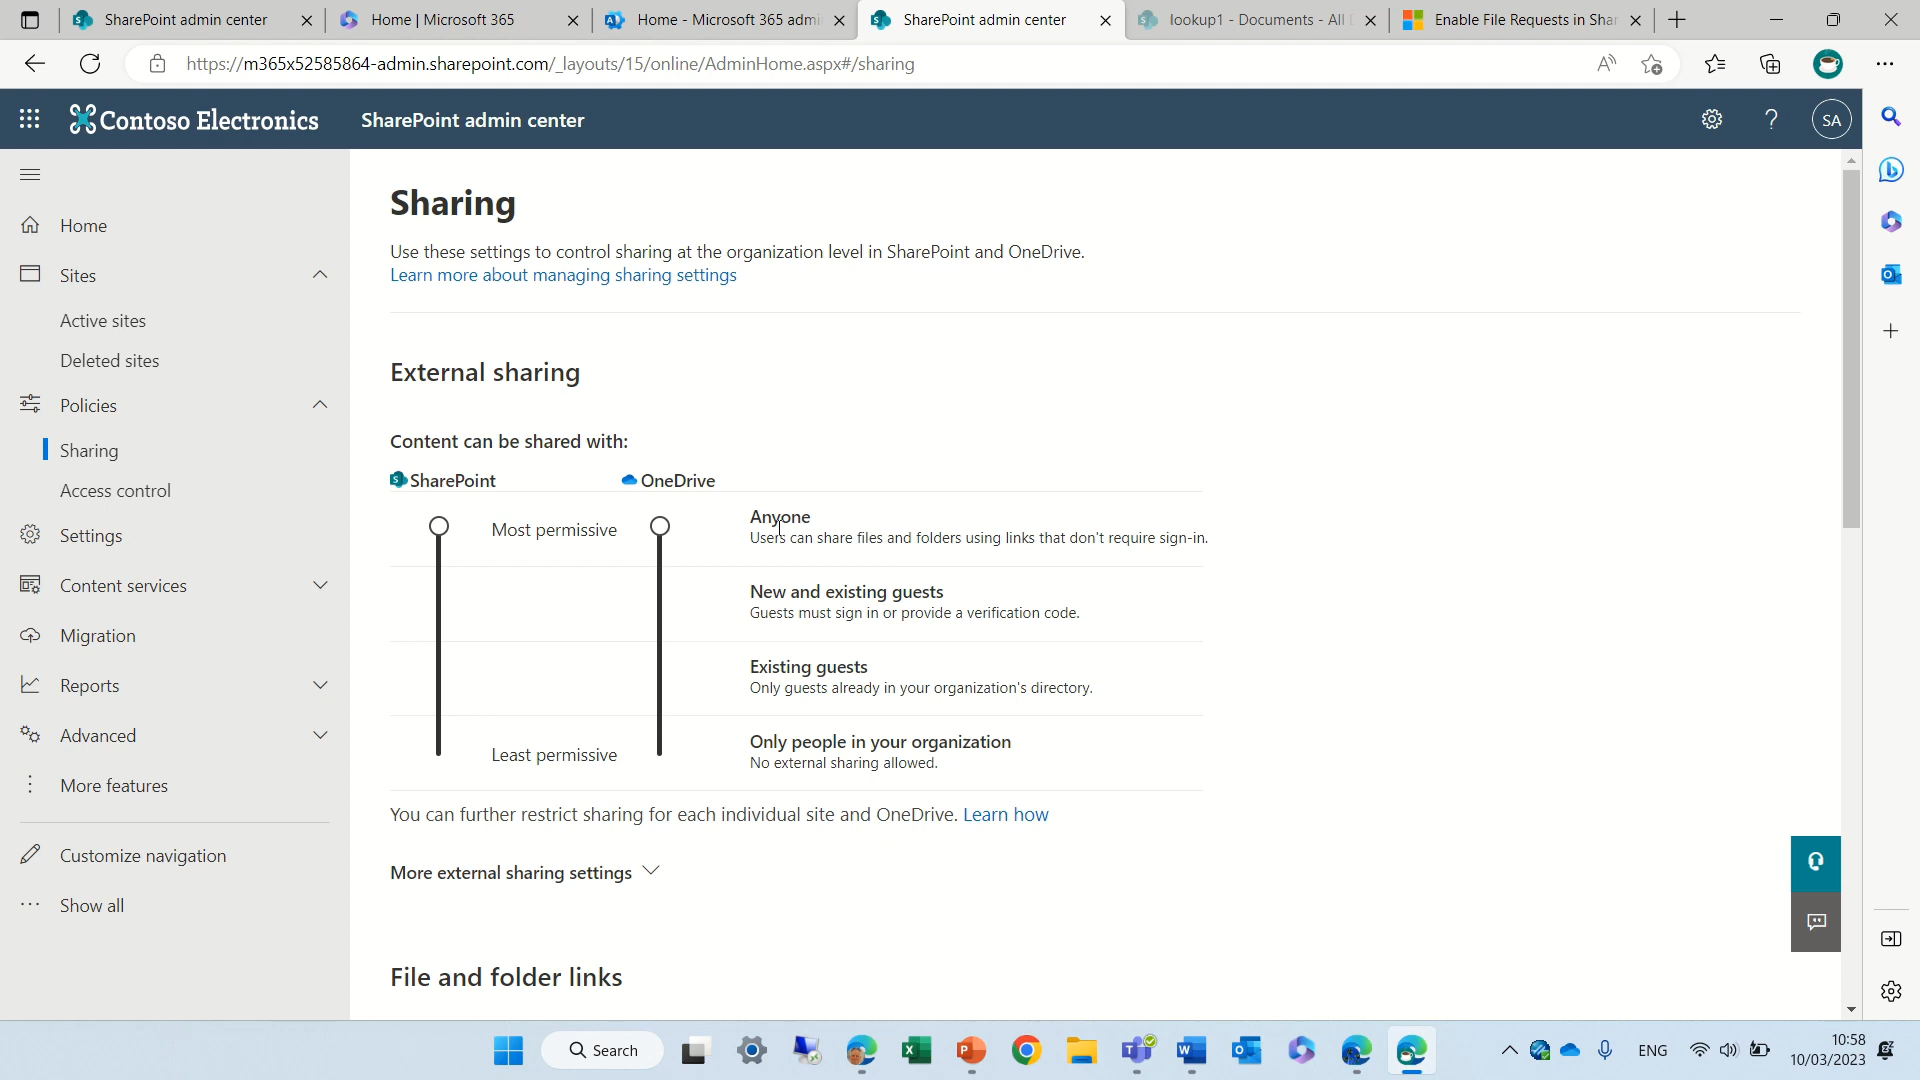 SharePoint admin center
Home | Microsoft 365
Home - Microsoft 365 admi
SharePoint admin center
lookup1 - Documents - All
Enable File Requests in Shar
https://m365x52585864-admin.sharepoint.com/_layouts/15/online/AdminHome.aspx#/sharing
Contoso Electronics
SharePoint admin center
SA
Home
Sites
Active sites
Deleted sites
Policies
Sharing
Access control
Settings
Content services
Migration
Reports
Advanced
More features
Customize navigation
Show all
Sharing
Use these settings to control sharing at the organization level in SharePoint and OneDrive.
Learn more about managing sharing settings
External sharing
Content can be shared with:
SharePoint
OneDrive
Most permissive
Anyone
Users can share files and folders using links that don't require sign-in.
New and existing guests
Guests must sign in or provide a verification code.
Existing guests
Only guests already in your organization's directory.
Least permissive
Only people in your organization
No external sharing allowed.
You can further restrict sharing for each individual site and OneDrive. Learn how
More external sharing settings
File and folder links
Search
ENG
10:58
10/03/2023